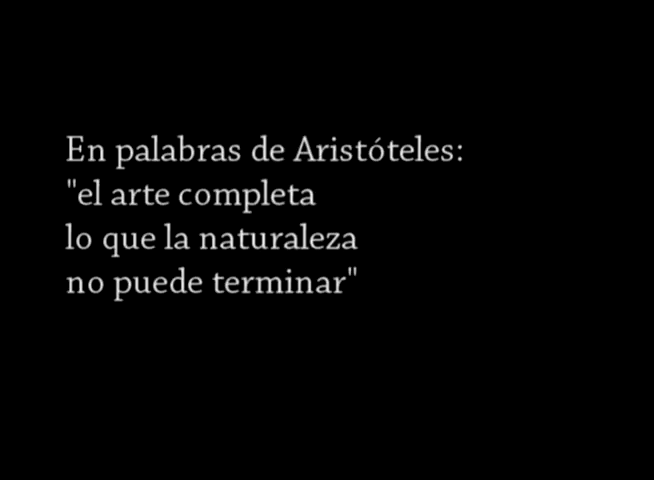 En palabras de Aristóteles:
"el arte completa
lo que la naturaleza
no puede terminar"